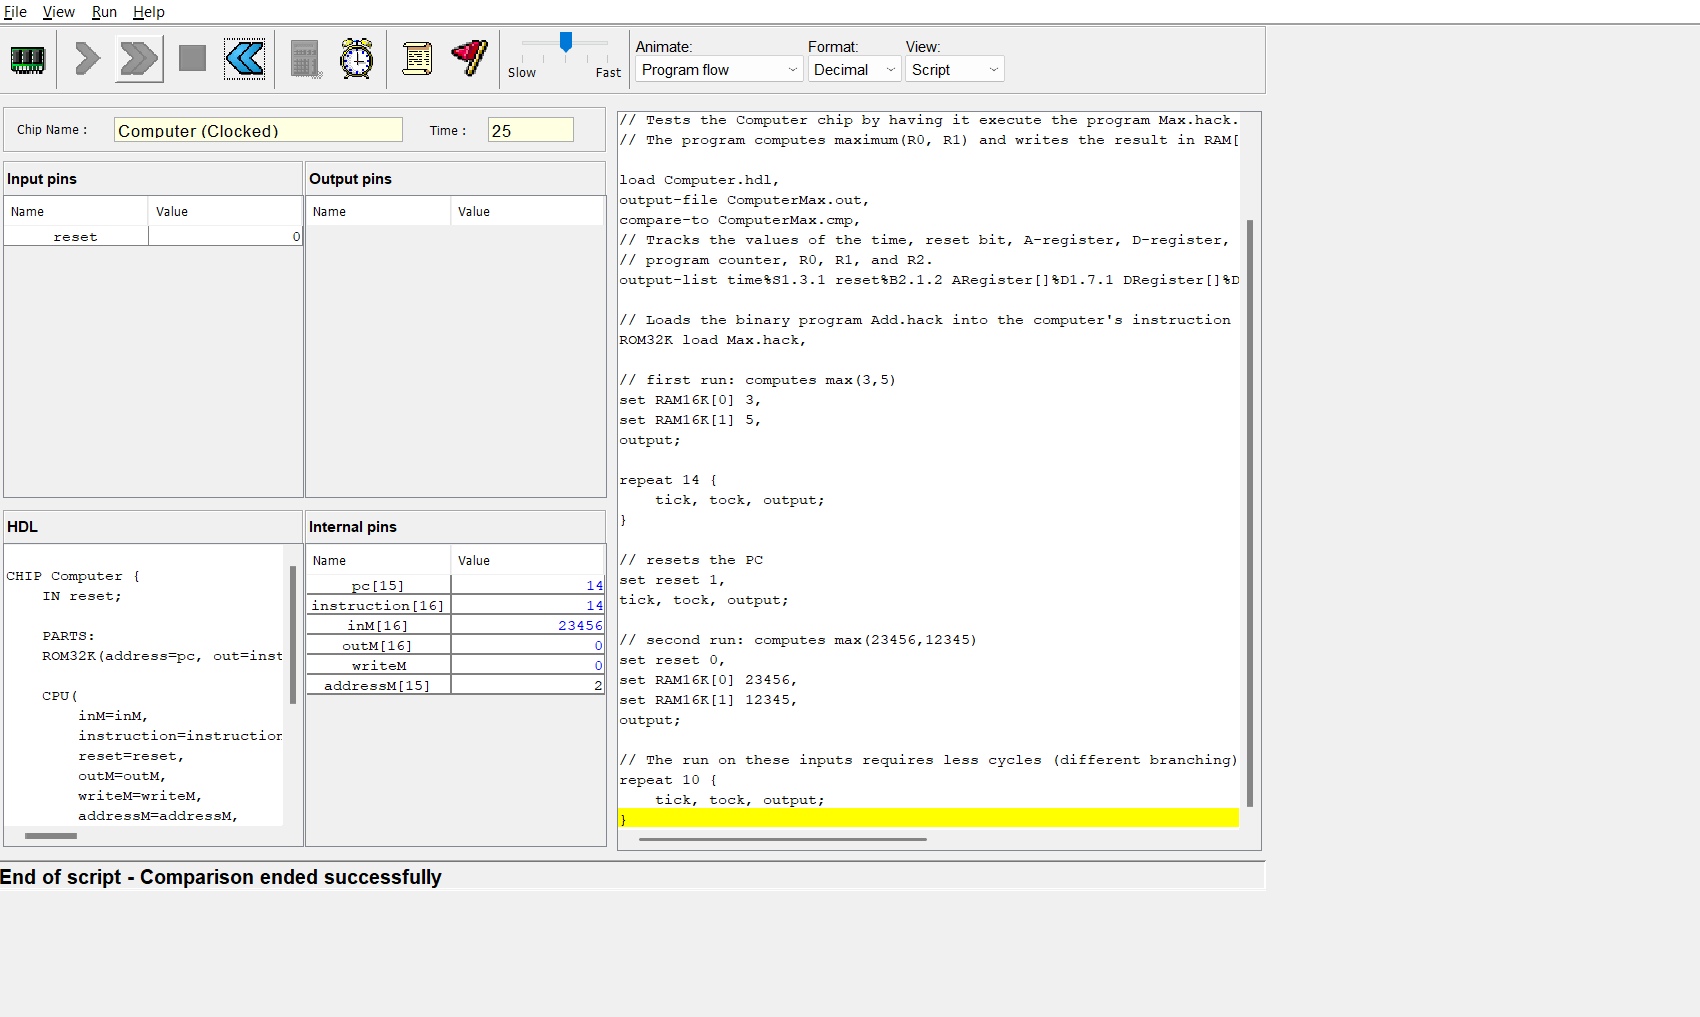 File View Run Help
Slow Fast
Animate: Format: View:
Program flow Decimal Script
Chip Name : Computer (Clocked) Time : 25
Input pins
Name Value
reset 0
Output pins
Name Value
HDL
CHIP Computer {
IN reset;
PARTS:
ROM32K(address=pc, out=inst
CPU(
inM=inM,
instruction=instruction
reset=reset,
outM=outM,
writeM=writeM,
addressM=addressM,
Internal pins
Name Value
pc[15] 14
instruction[16] 14
inM[16] 23456
outM[16] 0
writeM 0
addressM[15] 2
// Tests the Computer chip by having it execute the program Max.hack.
// The program computes maximum(R0, R1) and writes the result in RAM[
load Computer.hdl,
output-file ComputerMax.out,
compare-to ComputerMax.cmp,
// Tracks the values of the time, reset bit, A-register, D-register,
// program counter, R0, R1, and R2.
output-list time%S1.3.1 reset%B2.1.2 ARegister[]%D1.7.1 DRegister[]%D
// Loads the binary program Add.hack into the computer's instruction
ROM32K load Max.hack,
// first run: computes max(3,5)
set RAM16K[0] 3,
set RAM16K[1] 5,
output;
repeat 14 {
tick, tock, output;
}
// resets the PC
set reset 1,
tick, tock, output;
// second run: computes max(23456,12345)
set reset 0,
set RAM16K[0] 23456,
set RAM16K[1] 12345,
output;
// The run on these inputs requires less cycles (different branching)
repeat 10 {
tick, tock, output;
}
End of script - Comparison ended successfully